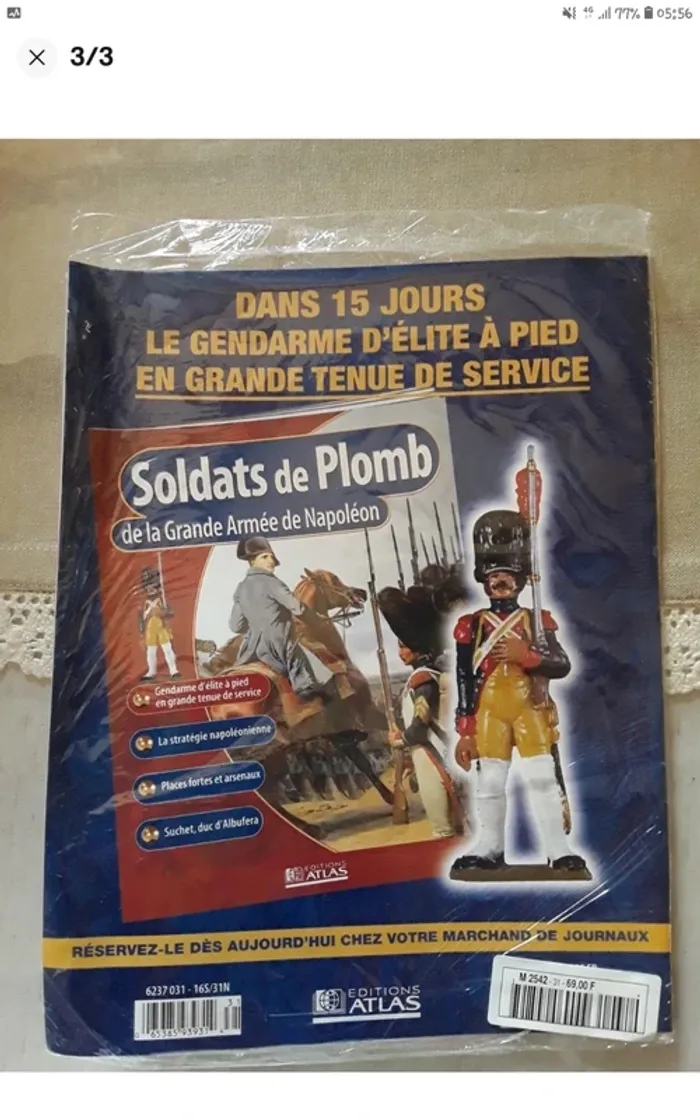 4G 77% 05:56
3/3
DANS 15 JOURS
LE GENDARME D'ÉLITE À PIED
EN GRANDE TENUE DE SERVICE
Soldats de Plomb
de la Grande Armée de Napoléon
Gendarme d'élite à pied
en grande tenue de service
La stratégie napoléonienne
Places fortes et arsenaux
Suchet, duc d'Albufera
EDITIONS
ATLAS
RÉSERVEZ-LE DÈS AUJOURD'HUI CHEZ VOTRE MARCHAND DE JOURNAUX
6237 031 - 16S/31N
EDITIONS
ATLAS
M 2542 - 31 - 69,00 F